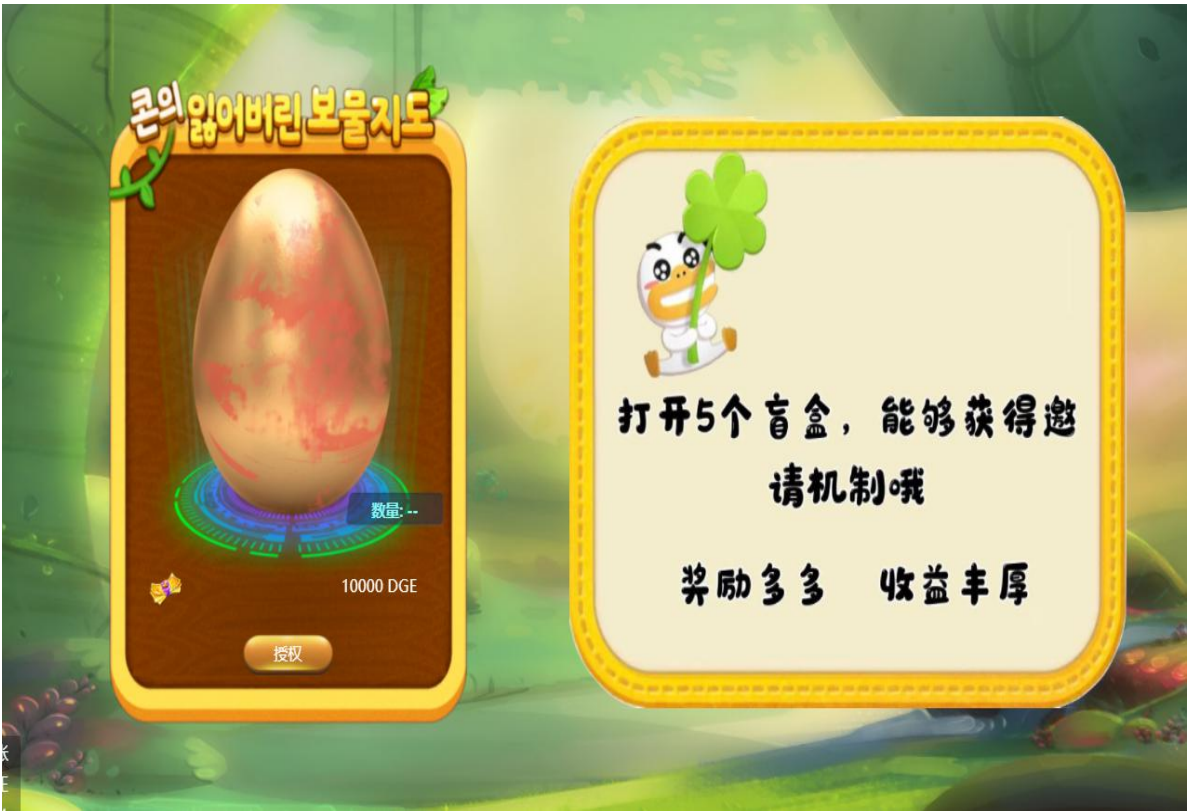 콘의 잃어버린 보물지도
数量: --
10000 DGE
授权
打开5个盲盒，能够获得邀
请机制哦
奖励多多 收益丰厚